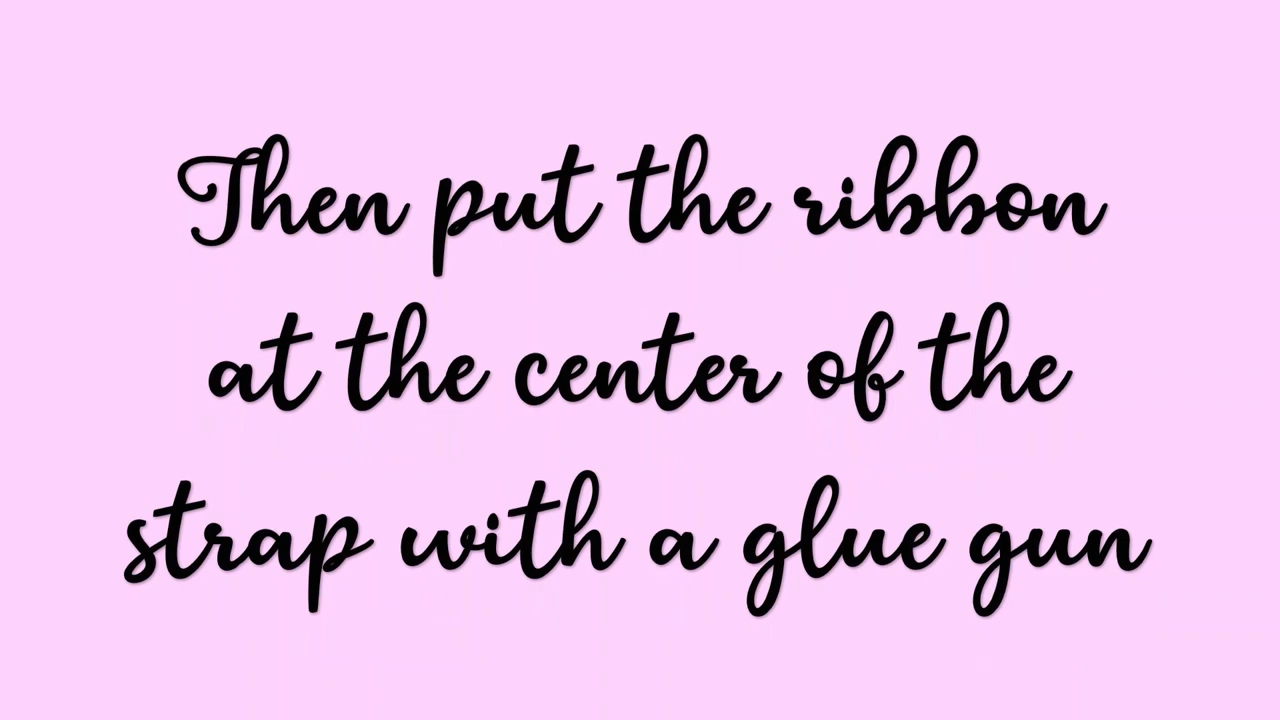 Then put the ribbon
at the center of the
strap with a glue gun